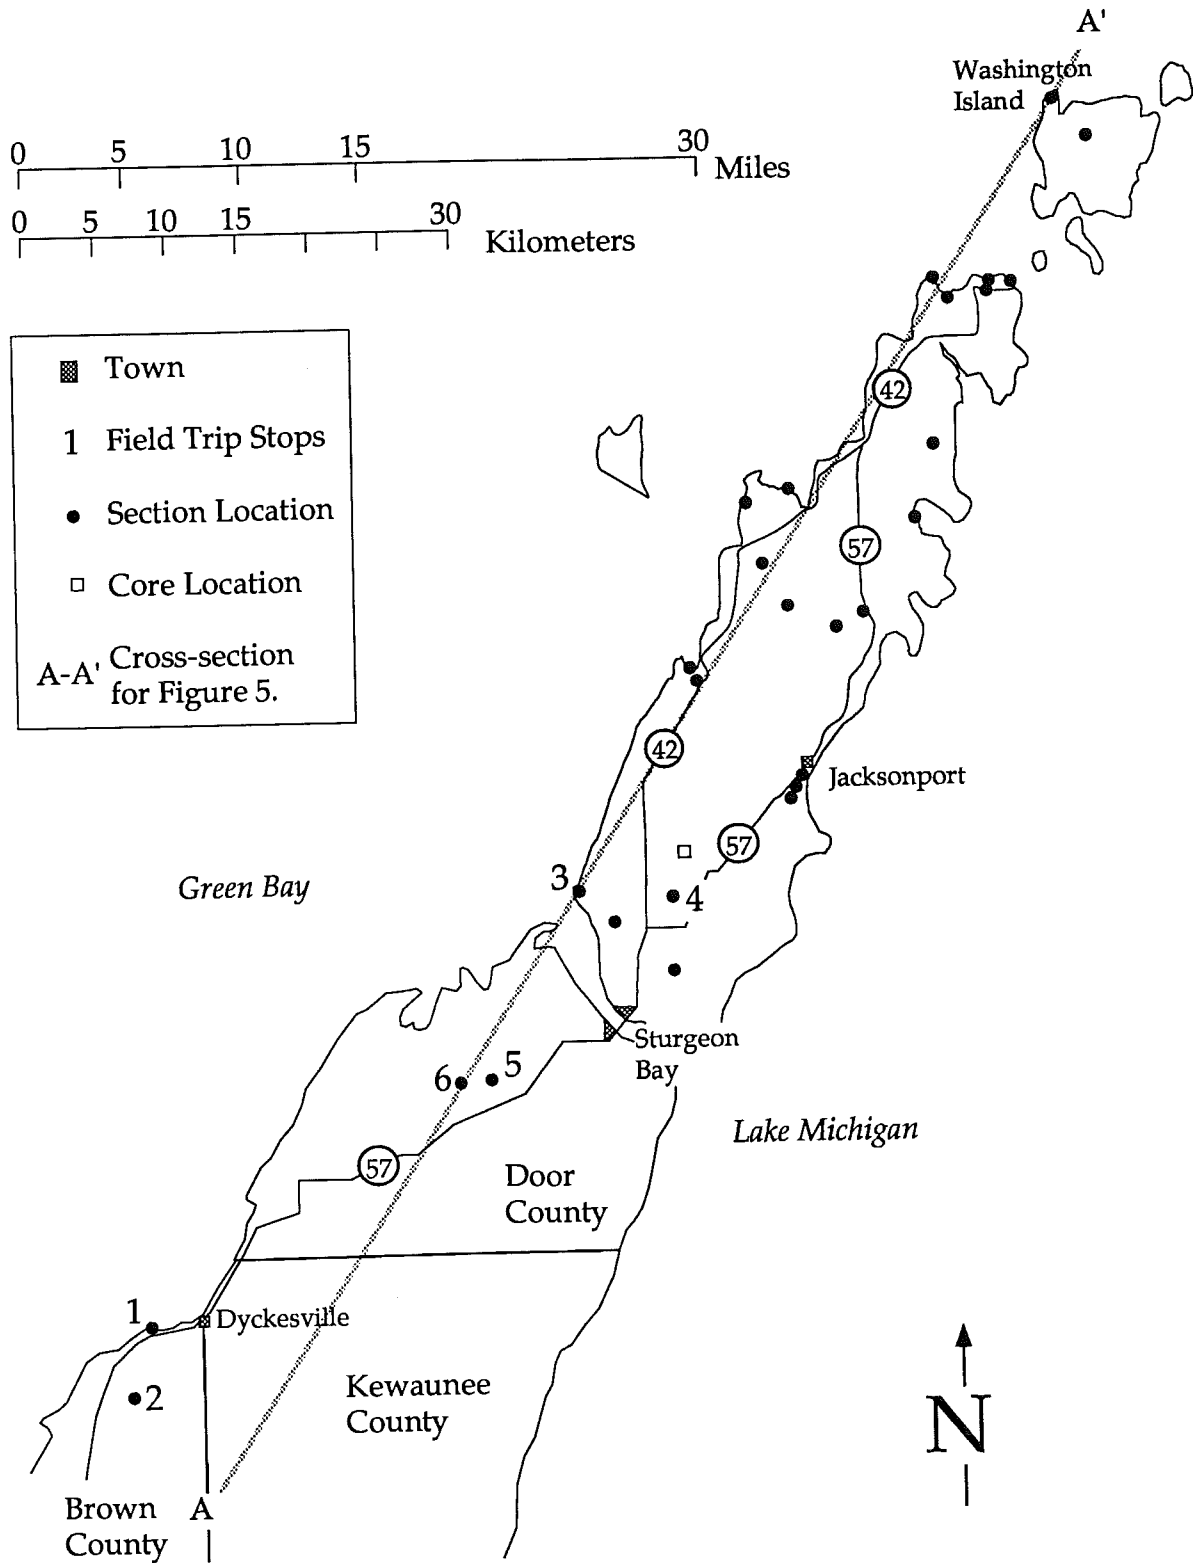 A'
Washington
Island
0 5 10 15 30
Miles
0 5 10 15 30
Kilometers
Town
1 Field Trip Stops
Section Location
Core Location
A-A' Cross-section
for Figure 5.
42
57
42
Jacksonport
57
3
4
Green Bay
Sturgeon
Bay
5
6
Lake Michigan
57
Door
County
1
Dyckesville
2
Kewaunee
County
N
Brown
County
A